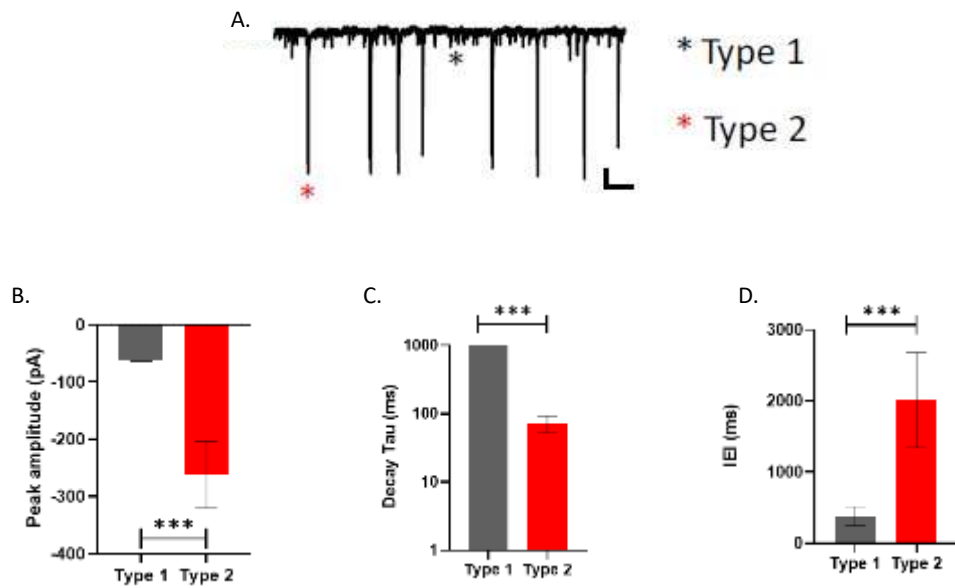 A.
* Type 1
* Type 2
*
*
B.
0
-100
-200
-300
-400
Peak amplitude (pA)
***
Type 1 Type 2
C.
***
1000
100
10
1
Decay Tau (ms)
Type 1 Type 2
D.
***
3000
2000
1000
0
IEI (ms)
Type 1 Type 2